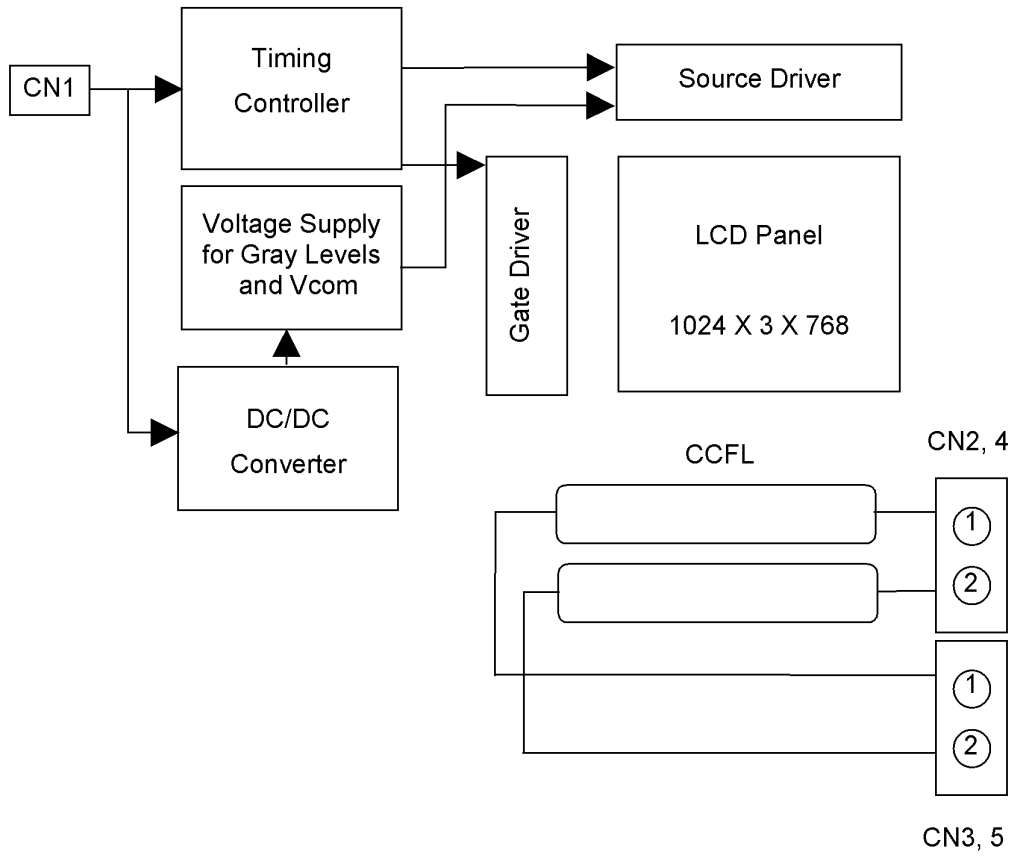 CN1
Timing
Controller
Source Driver
Voltage Supply
for Gray Levels
and Vcom
Gate Driver
LCD Panel
1024 X 3 X 768
DC/DC
Converter
CCFL
CN2, 4
1
2
1
2
CN3, 5